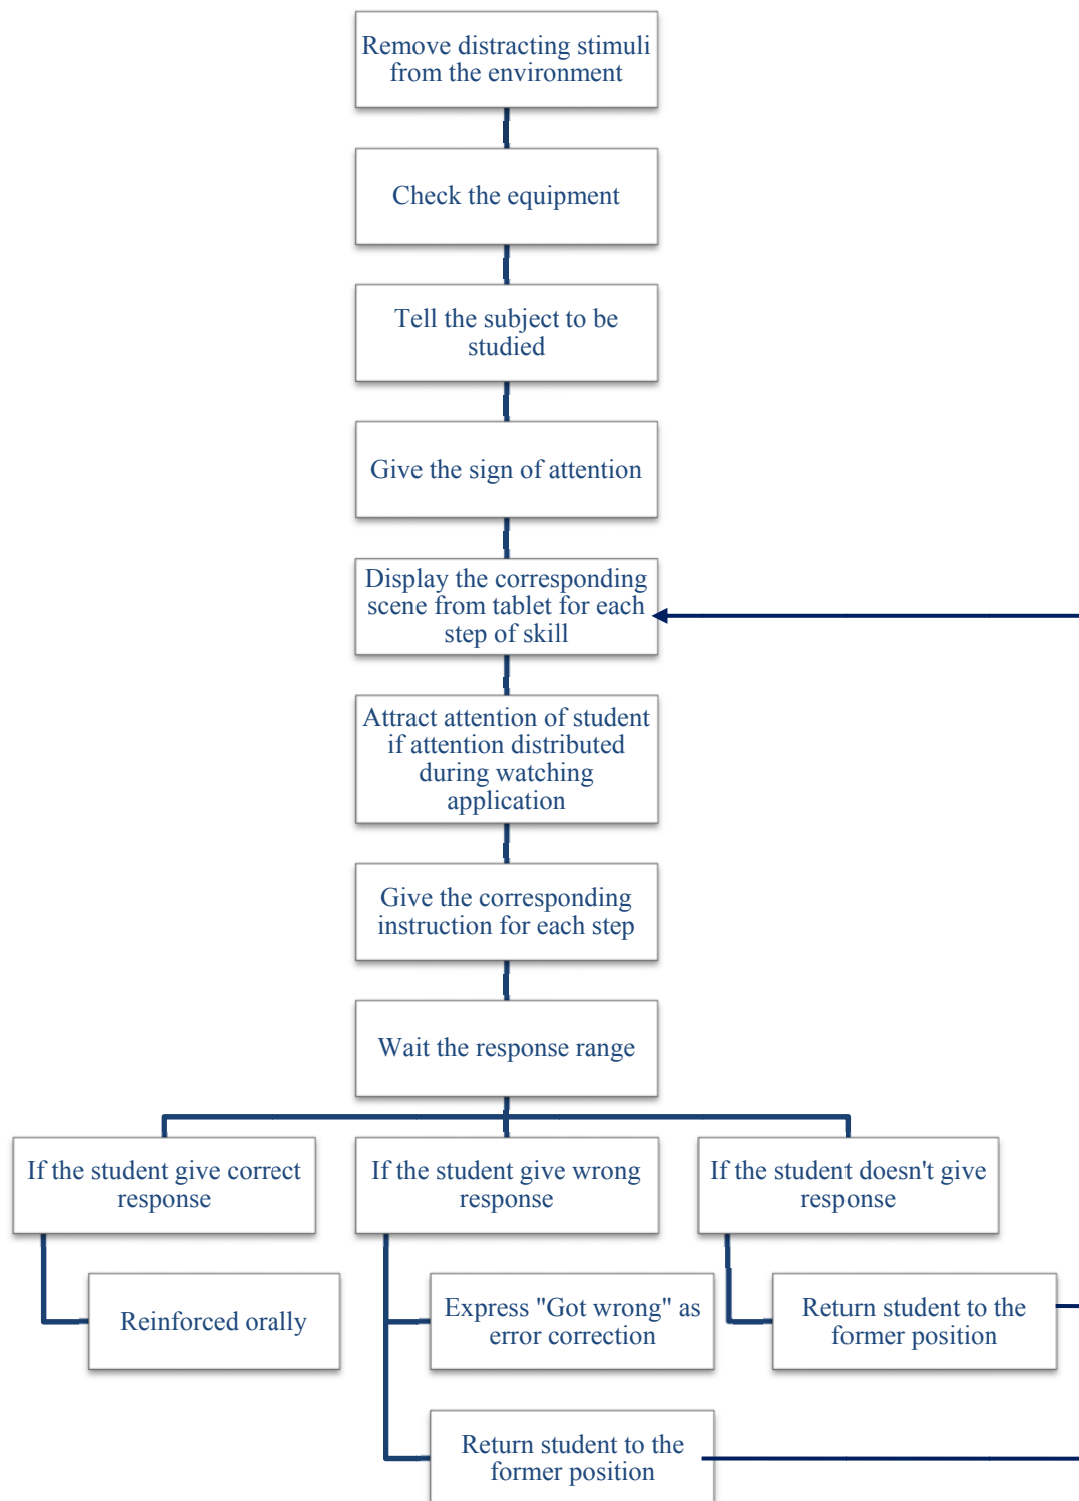 Remove distracting stimuli
from the environment
Check the equipment
Tell the subject to be
studied
Give the sign of attention
Display the corresponding
scene from tablet for each
step of skill
Attract attention of student
if attention distributed
during watching
application
Give the corresponding
instruction for each step
Wait the response range
If the student give correct
response
If the student give wrong
response
If the student doesn't give
response
Reinforced orally
Express "Got wrong" as
error correction
Return student to the
former position
Return student to the
former position